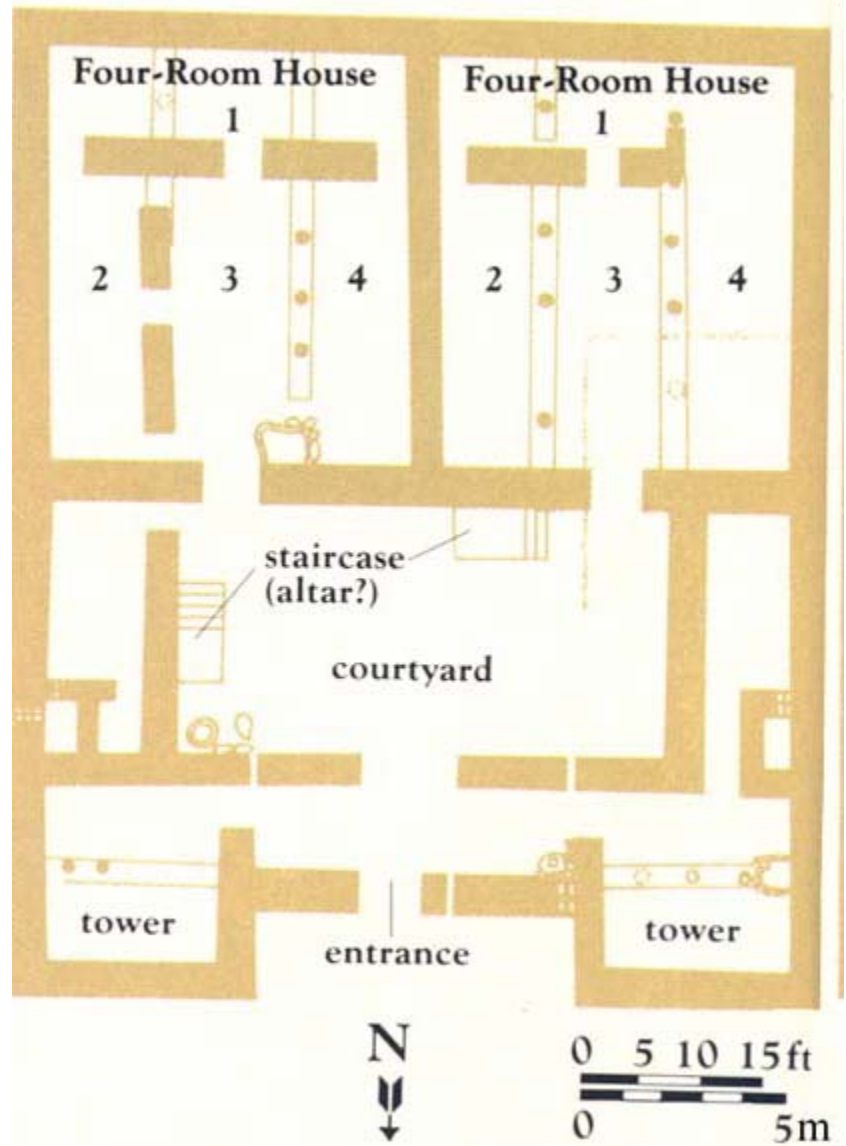 Four-Room House
Four-Room House
1
1
2
3
4
2
3
4
staircase
(altar?)
courtyard
tower
entrance
tower
N
0 5 10 15ft
0 5m